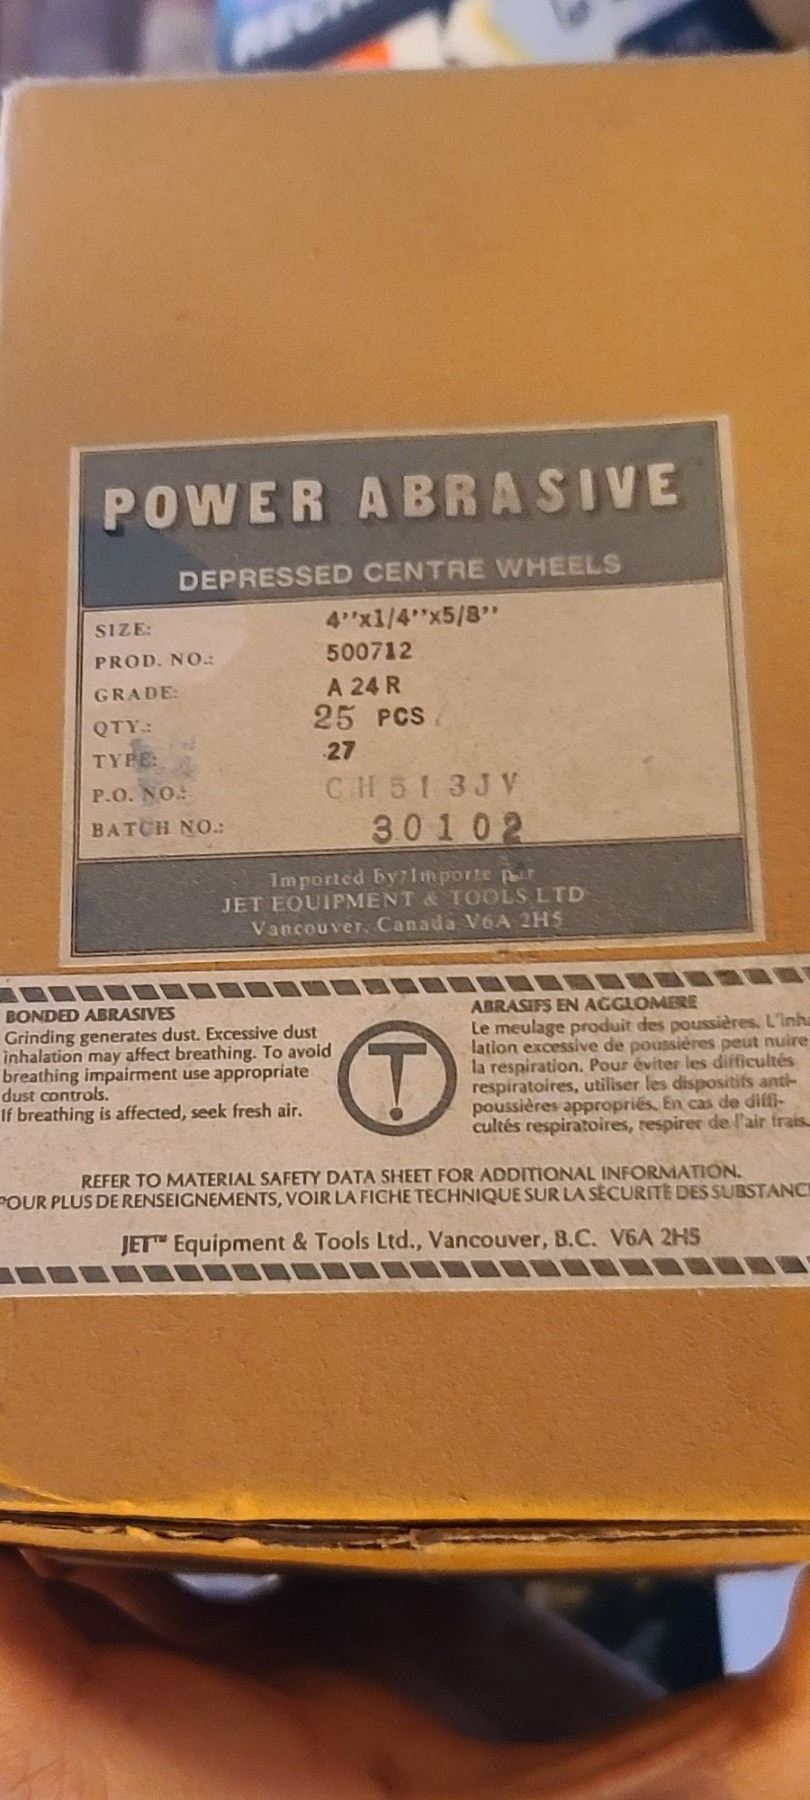 POWER ABRASIVE
DEPRESSED CENTRE WHEELS
SIZE: 4''x1/4''x5/8''
PROD. NO.: 500712
GRADE: A 24 R
QTY.: 25 PCS
TYPE: 27
P.O. NO.: CH513JV
BATCH NO.: 30102
Imported by/Importe par
JET EQUIPMENT & TOOLS LTD
Vancouver, Canada V6A 2H5
BONDED ABRASIVES
Grinding generates dust. Excessive dust
inhalation may affect breathing. To avoid
breathing impairment use appropriate
dust controls.
If breathing is affected, seek fresh air.
ABRASIFS EN AGGLOMERE
Le meulage produit des poussières. L'inha
lation excessive de poussières peut nuire
la respiration. Pour éviter les difficultés
respiratoires, utiliser les dispositifs anti-
poussières appropriés. En cas de diffi-
cultés respiratoires, respirer de l'air frais.
REFER TO MATERIAL SAFETY DATA SHEET FOR ADDITIONAL INFORMATION.
POUR PLUS DE RENSEIGNEMENTS, VOIR LA FICHE TECHNIQUE SUR LA SÉCURITÉ DES SUBSTANC
JET™ Equipment & Tools Ltd., Vancouver, B.C. V6A 2H5